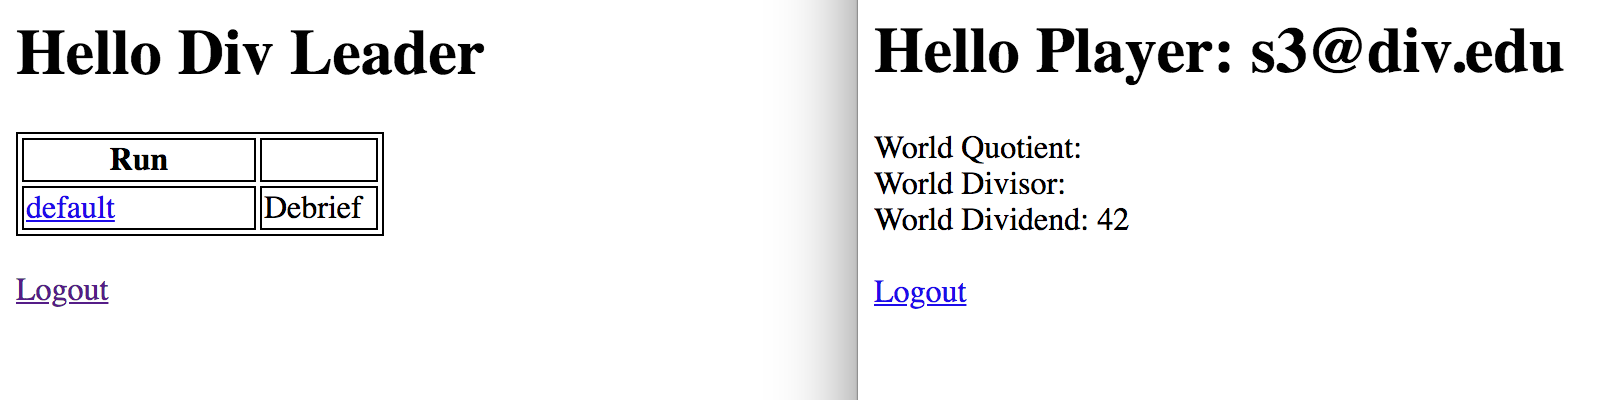 Hello Div Leader
Run
default Debrief
Logout
Hello Player: s3@div.edu
World Quotient:
World Divisor:
World Dividend: 42
Logout